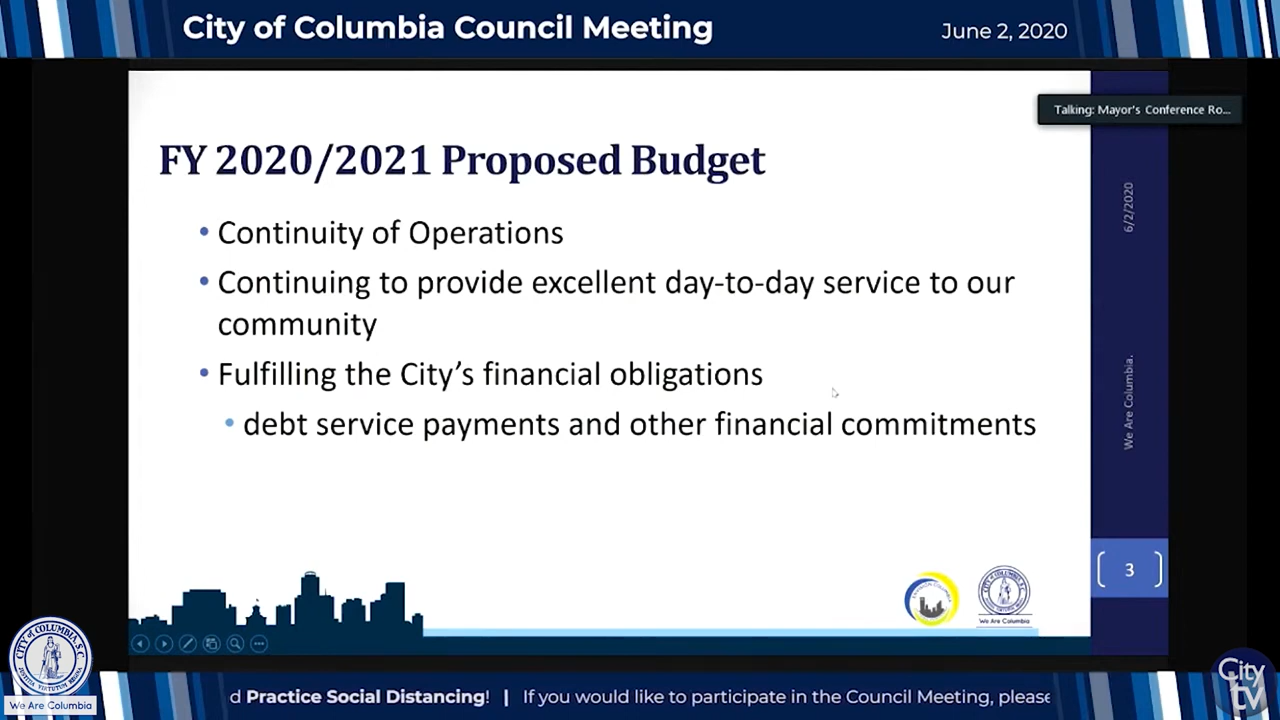 City of Columbia Council Meeting
June 2, 2020
Talking: Mayor's Conference Ro...
FY 2020/2021 Proposed Budget
• Continuity of Operations
• Continuing to provide excellent day-to-day service to our
community
• Fulfilling the City’s financial obligations
• debt service payments and other financial commitments
6/2/2020
We Are Columbia.
3
We Are Columbia
CITY OF COLUMBIA, S.C.
We Are Columbia
d Practice Social Distancing! | If you would like to participate in the Council Meeting, please
City
tv